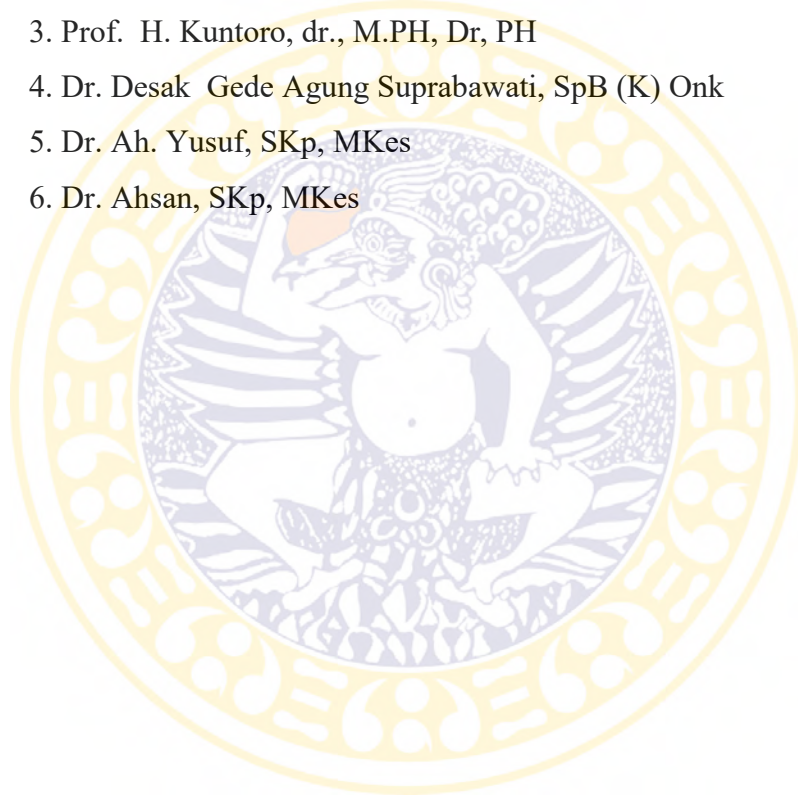 3. Prof.  H. Kuntoro, dr., M.PH, Dr, PH
4. Dr. Desak  Gede Agung Suprabawati, SpB (K) Onk
5. Dr. Ah. Yusuf, SKp, MKes
6. Dr. Ahsan, SKp, MKes